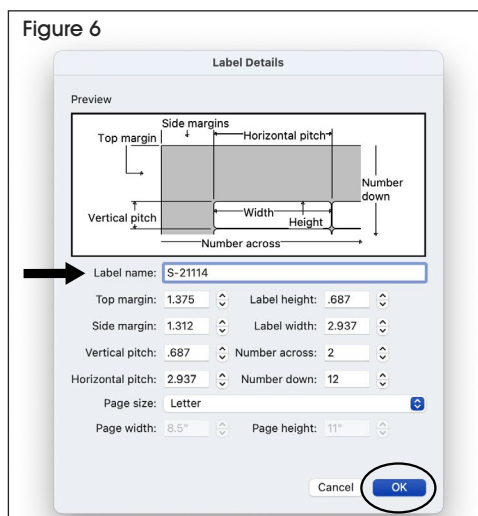 Figure 6
Label Details
Preview
Side margins
Top margin
Horizontal pitch
Number
down
Vertical pitch
Width
Height
Number across
Label name: S-21114
Top margin: 1.375 Label height: .687
Side margin: 1.312 Label width: 2.937
Vertical pitch: .687 Number across: 2
Horizontal pitch: 2.937 Number down: 12
Page size: Letter
Page width: 8.5" Page height: 11"
Cancel OK